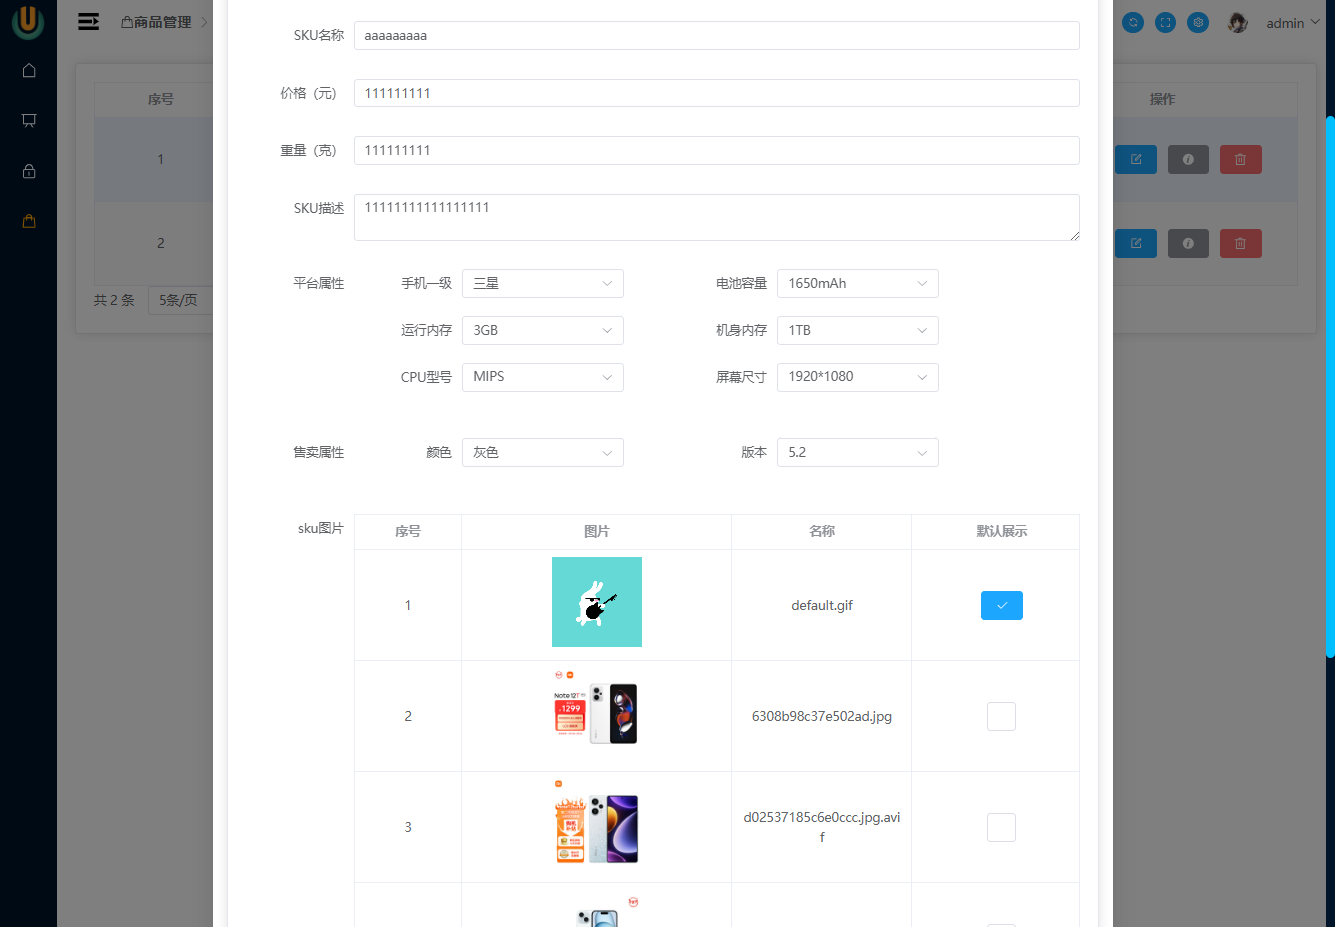 商品管理
admin
SKU名称
aaaaaaaaa
序号
价格（元）
111111111
操作
1
重量（克）
111111111
SKU描述
11111111111111111
2
平台属性
手机一级
三星
电池容量
1650mAh
共 2 条
5条/页
运行内存
3GB
机身内存
1TB
CPU型号
MIPS
屏幕尺寸
1920*1080
售卖属性
颜色
灰色
版本
5.2
sku图片
序号
图片
名称
默认展示
1
default.gif
2
Note 12T
1299
6308b98c37e502ad.jpg
3
d02537185c6e0ccc.jpg.avi
f